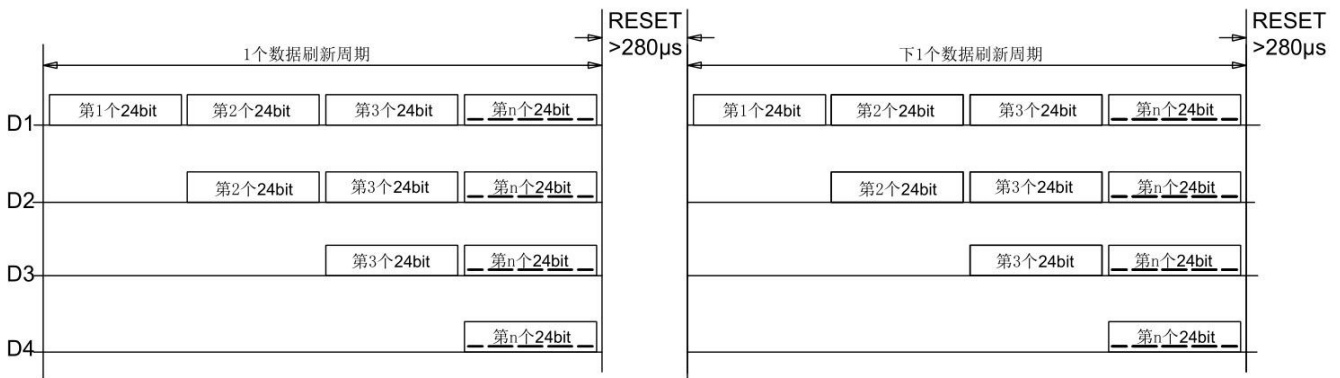 RESET
>280μs
RESET
>280μs
1个数据刷新周期
下1个数据刷新周期
D1
第1个24bit
第2个24bit
第3个24bit
第n个24bit
第1个24bit
第2个24bit
第3个24bit
第n个24bit
D2
第2个24bit
第3个24bit
第n个24bit
第2个24bit
第3个24bit
第n个24bit
D3
第3个24bit
第n个24bit
第3个24bit
第n个24bit
D4
第n个24bit
第n个24bit